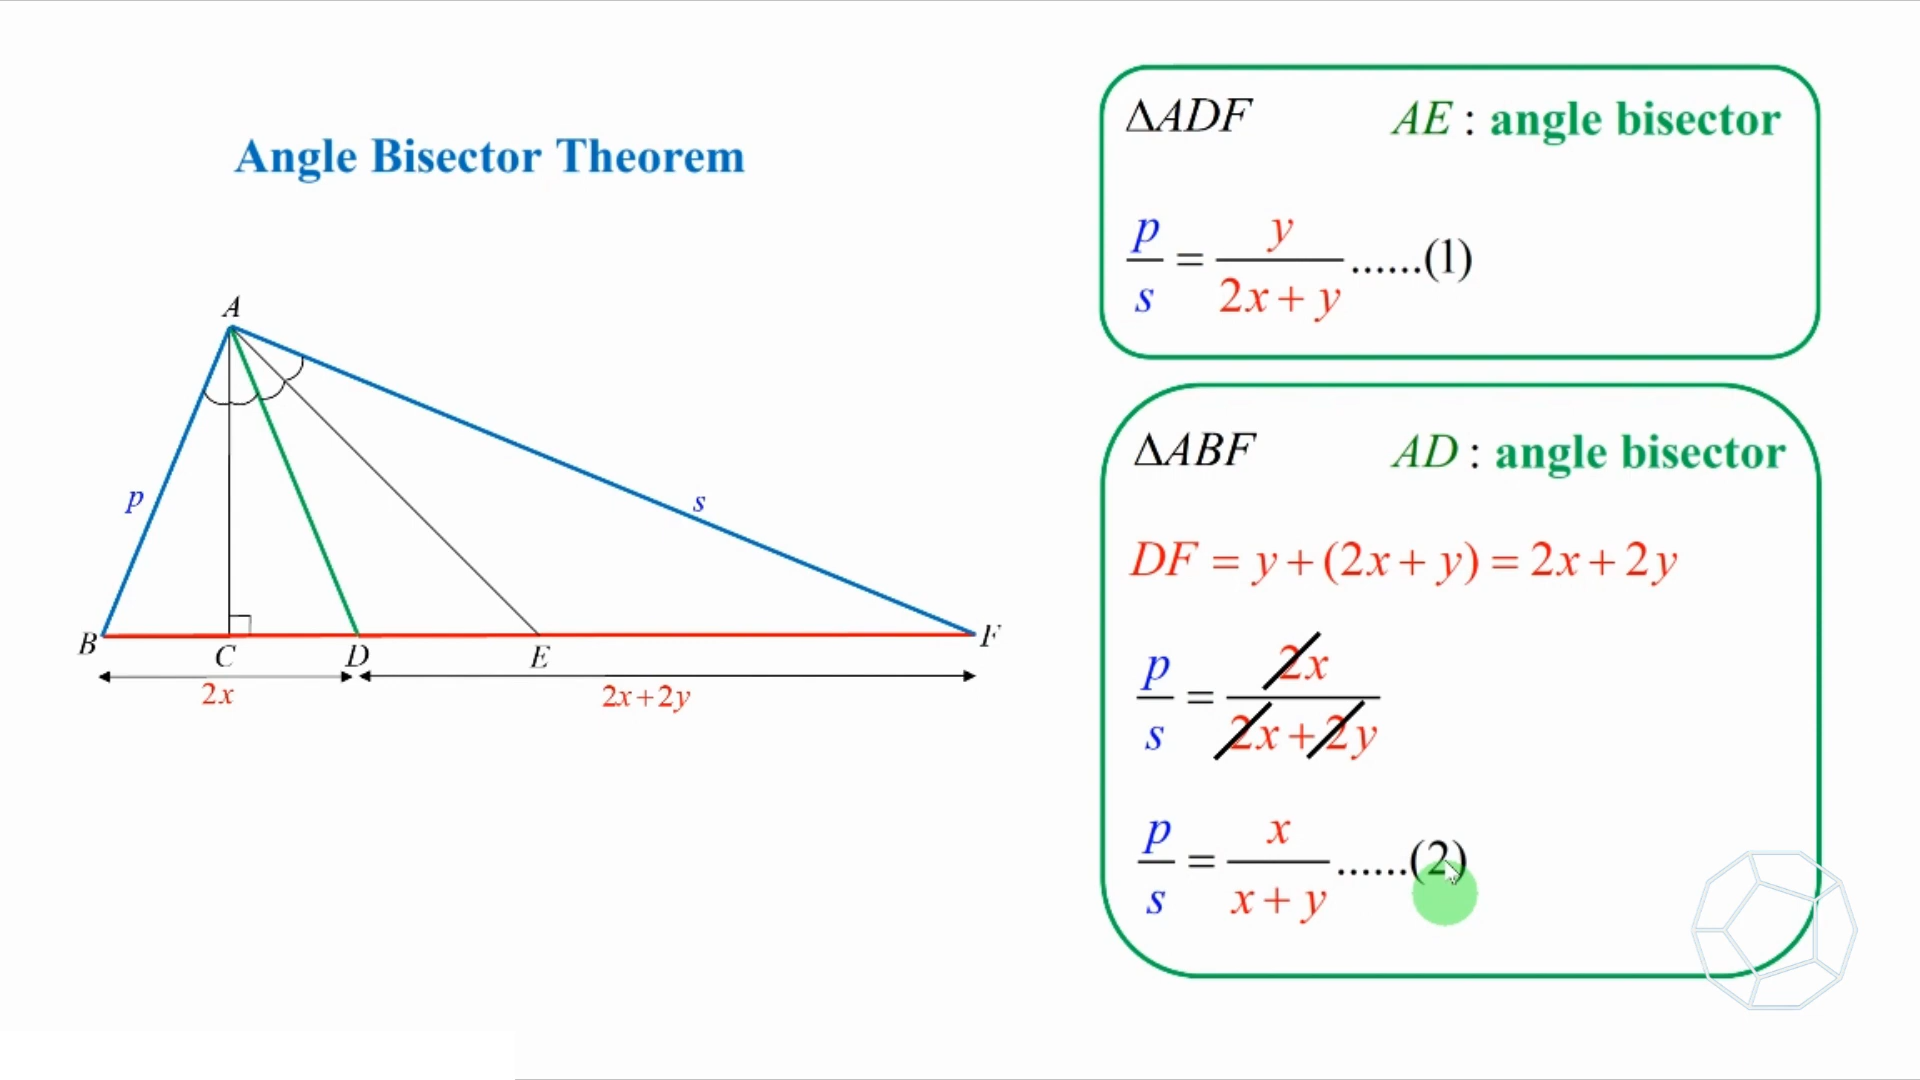 Angle Bisector Theorem
A
p
s
B
C
D
E
F
2x
2x+2y
ΔADF AE : angle bisector
p/s = y/(2x + y) ......(1)
ΔABF AD : angle bisector
DF = y + (2x + y) = 2x + 2y
p/s = 2x/(2x + 2y)
p/s = x/(x + y) ......(2)